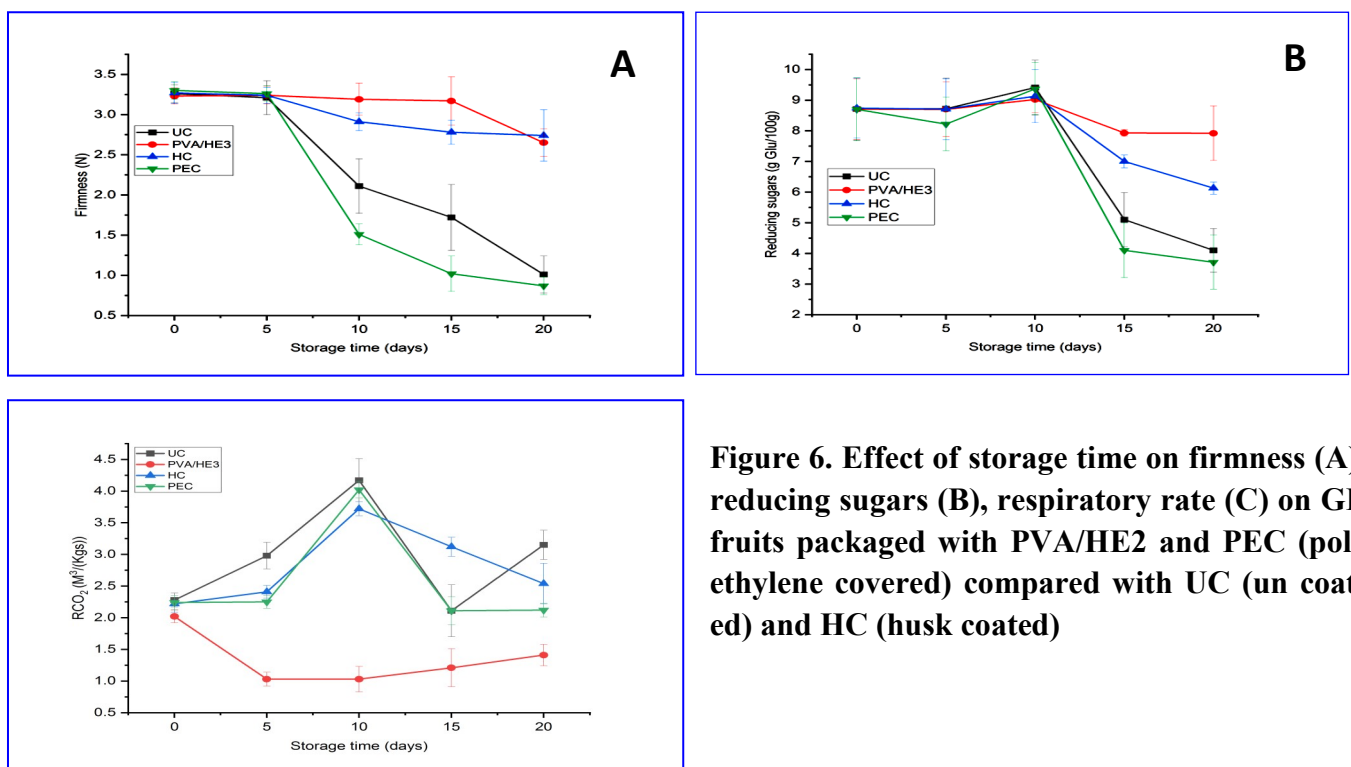 A
3.5
3.0
2.5
2.0
1.5
1.0
0.5
Firmness (N)
UC
PVA/HE3
HC
PEC
0 5 10 15 20
Storage time (days)
B
10
9
8
7
6
5
4
3
2
Reducing sugars (g Glu/100g)
UC
PVA/HE3
HC
PEC
0 5 10 15 20
Storage time (days)
4.5
4.0
3.5
3.0
2.5
2.0
1.5
1.0
0.5
RCO₂ (M³/(Kgs))
UC
PVA/HE3
HC
PEC
0 5 10 15 20
Storage time (days)
Figure 6. Effect of storage time on firmness (A)
reducing sugars (B), respiratory rate (C) on
fruits packaged with PVA/HE2 and PEC (pol
ethylene covered) compared with UC (un coat
ed) and HC (husk coated)